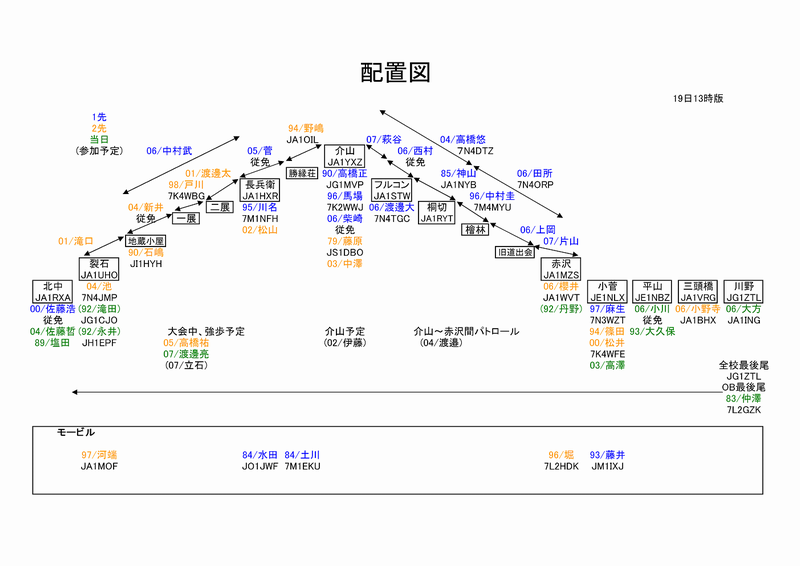 配置図
19日13時版
1先
2先
当日
(参加予定)
06/中村武
05/菅
従免
94/野嶋
JA1OIL
07/萩谷
04/高橋悠
7N4DTZ
06/西村
従免
01/渡邊太
98/戸川
7K4WBG
04/新井
従免
01/滝口
85/神山
JA1NYB
96/中村圭
7M4MYU
06/田所
7N4ORP
06/上岡
07/片山
地蔵小屋
90/石嶋
JI1HYH
一展
二展
勝縁荘
檜林
旧道出会
北中
JA1RXA
00/佐藤浩
従免
04/佐藤哲
89/塩田
裂石
JA1UHO
04/池
7N4JMP
(92/滝田)
JG1CJO
(92/永井)
JH1EPF
長兵衛
JA1HXR
95/川名
7M1NFH
02/松山
介山
JA1YXZ
90/高橋正
JG1MVP
96/馬場
7K2WWJ
06/柴崎
従免
79/藤原
JS1DBO
03/中澤
フルコン
JA1STW
06/渡邊大
7N4TGC
桐切
JA1RYT
赤沢
JA1MZS
06/櫻井
JA1WVT
(92/丹野)
小菅
JE1NLX
97/麻生
7N3WZT
94/篠田
00/松井
7K4WFE
03/高澤
平山
JE1NBZ
06/小川
従免
93/大久保
三頭橋
JA1VRG
06/小野寺
JA1BHX
川野
JG1ZTL
06/大方
JA1ING
大会中、強歩予定
05/高橋祐
07/渡邊亮
(07/立石)
介山予定
(02/伊藤)
介山～赤沢間パトロール
(04/渡邉)
全校最後尾
JG1ZTL
OB最後尾
83/仲澤
7L2GZK
モービル
97/河端
JA1MOF
84/水田
JO1JWF
84/土川
7M1EKU
96/堀
7L2HDK
93/藤井
JM1IXJ